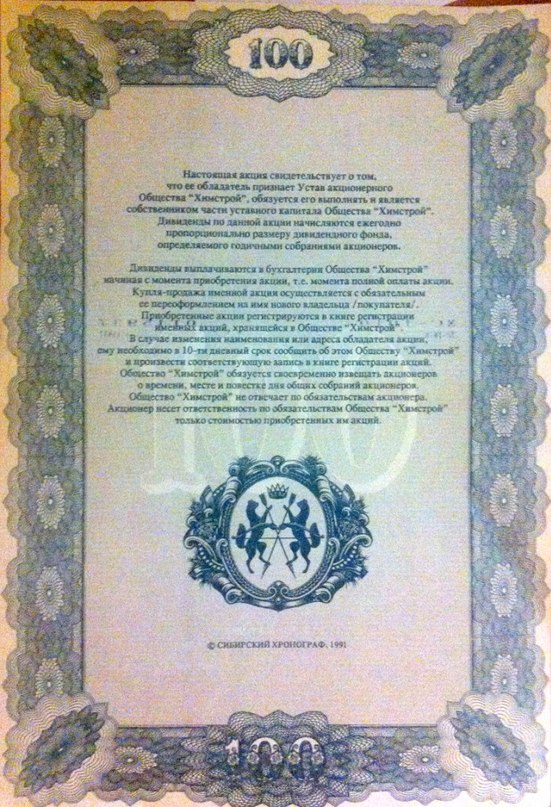 100
Настоящая акция свидетельствует о том,
что ее обладатель признает Устав акционерного
Общества "Химстрой", обязуется его выполнять и является
собственником части уставного капитала Общества "Химстрой".
Дивиденды по данной акции начисляются ежегодно
пропорционально размеру дивидендного фонда,
определяемого годичными собраниями акционеров.
Дивиденды выплачиваются в бухгалтерии Общества "Химстрой"
начиная с момента приобретения акции, т.е. момента полной оплаты акции.
Купля-продажа именной акции осуществляется с обязательным
ее переоформлением на имя нового владельца /покупателя/.
Приобретенные акции регистрируются в книге регистрации
именных акций, хранящейся в Обществе "Химстрой".
В случае изменения наименования или адреса обладателя акции,
ему необходимо в 10-ти дневный срок сообщить об этом Обществу "Химстрой"
и произвести соответствующую запись в книге регистрации акций.
Общество "Химстрой" обязуется своевременно извещать акционеров
о времени, месте и повестке дня общих собраний акционеров.
Общество "Химстрой" не отвечает по обязательствам акционера.
Акционер несет ответственность по обязательствам Общества "Химстрой"
только стоимостью приобретенных им акций.
100
© СИБИРСКИЙ ХРОНОГРАФ, 1991
100